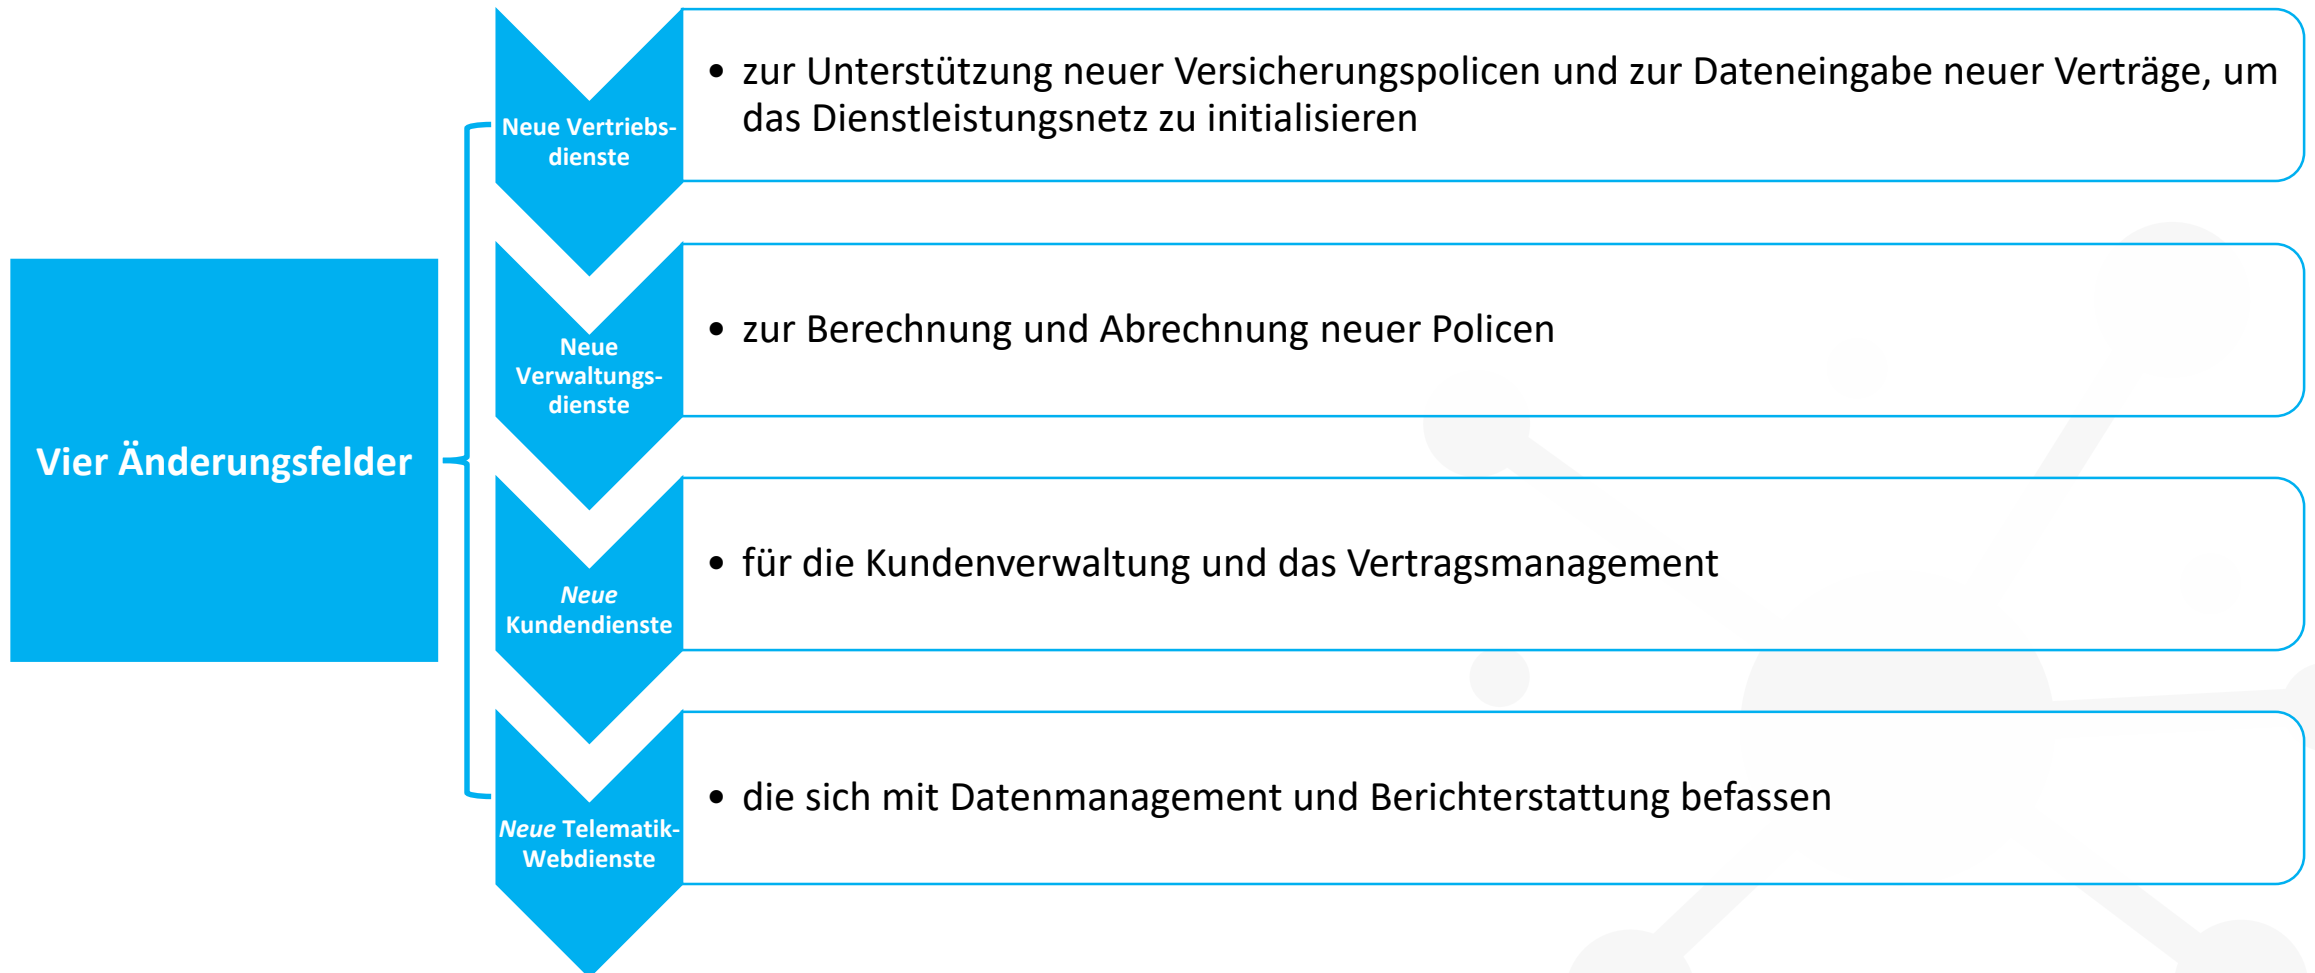 Vier Änderungsfelder
Neue Vertriebs-
dienste
• zur Unterstützung neuer Versicherungspolicen und zur Dateneingabe neuer Verträge, um
das Dienstleistungsnetz zu initialisieren
Neue
Verwaltungs-
dienste
• zur Berechnung und Abrechnung neuer Policen
Neue
Kundendienste
• für die Kundenverwaltung und das Vertragsmanagement
Neue Telematik-
Webdienste
• die sich mit Datenmanagement und Berichterstattung befassen